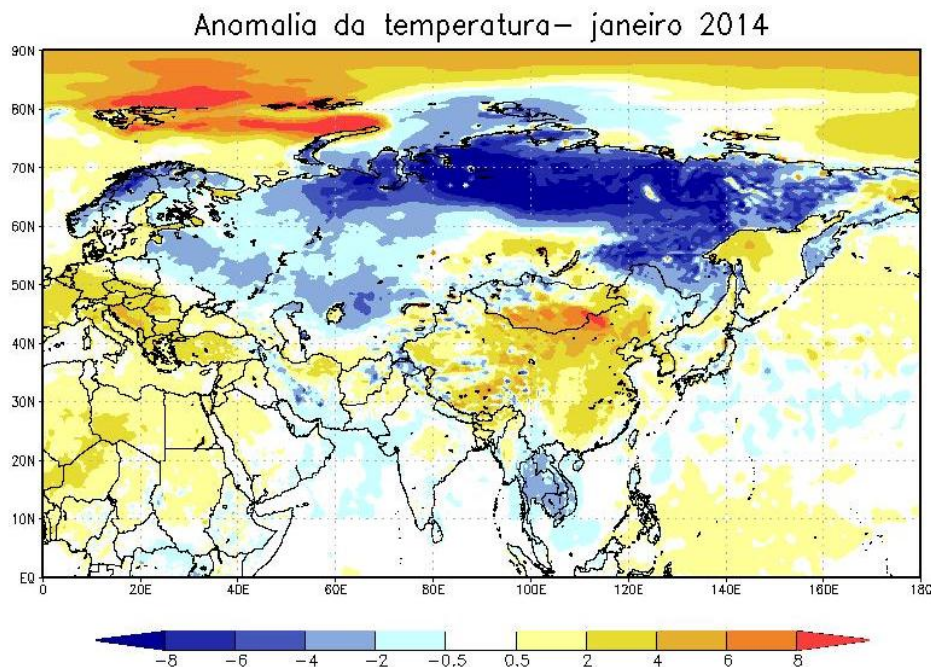 Anomalia da temperatura– janeiro 2014
90N
80N
70N
60N
50N
40N
30N
20N
10N
EQ
0 20E 40E 60E 80E 100E 120E 140E 160E 180
−8 −6 −4 −2 −0.5 0.5 2 4 6 8